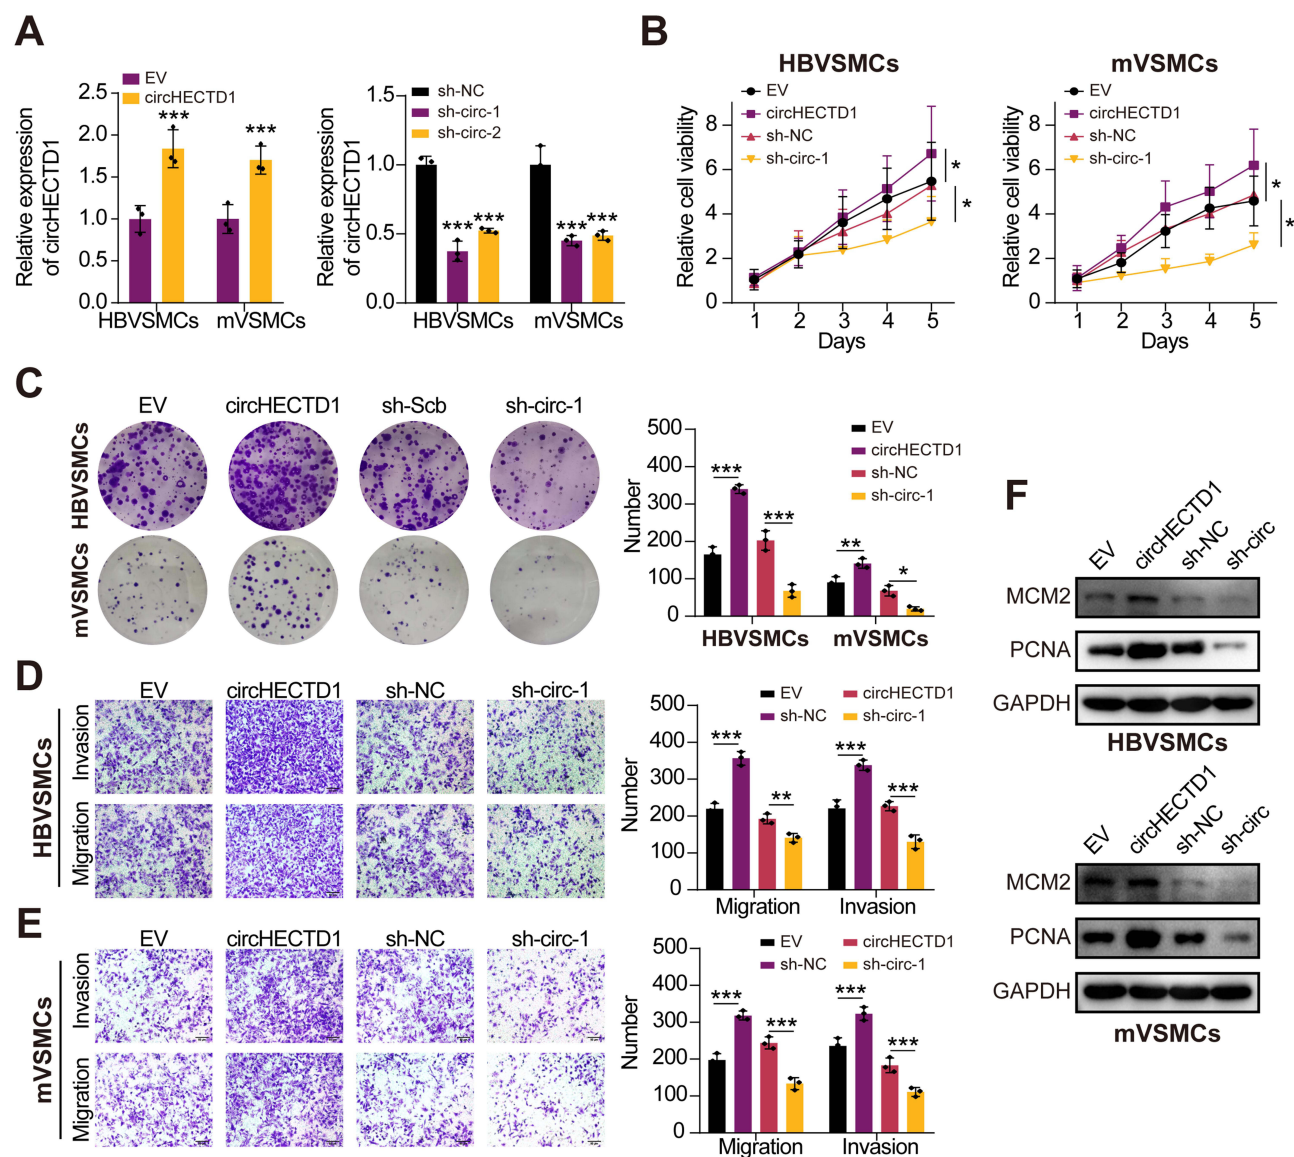 A
EV
circHECTD1
Relative expression
of circHECTD1
2.5
2.0
1.5
1.0
0.5
0.0
***
***
HBVSMCs
mVSMCs
sh-NC
sh-circ-1
sh-circ-2
Relative expression
of circHECTD1
1.5
1.0
0.5
0.0
***
***
***
***
HBVSMCs
mVSMCs
B
HBVSMCs
EV
circHECTD1
sh-NC
sh-circ-1
Relative cell viability
8
6
4
2
0
*
*
1 2 3 4 5
Days
mVSMCs
EV
circHECTD1
sh-NC
sh-circ-1
Relative cell viability
8
6
4
2
0
*
*
1 2 3 4 5
Days
C
EV circHECTD1 sh-Scb sh-circ-1
HBVSMCs
mVSMCs
Number
500
400
300
200
100
0
EV
circHECTD1
sh-NC
sh-circ-1
***
***
**
*
HBVSMCs
mVSMCs
D
EV circHECTD1 sh-NC sh-circ-1
HBVSMCs
Invasion
Migration
EV circHECTD1
sh-NC sh-circ-1
Number
500
400
300
200
100
0
***
**
***
***
Migration Invasion
E
EV circHECTD1 sh-NC sh-circ-1
mVSMCs
Invasion
Migration
EV circHECTD1
sh-NC sh-circ-1
Number
500
400
300
200
100
0
***
***
***
***
Migration Invasion
F
EV circHECTD1 sh-NC sh-circ
MCM2
PCNA
GAPDH
HBVSMCs
EV circHECTD1 sh-NC sh-circ
MCM2
PCNA
GAPDH
mVSMCs